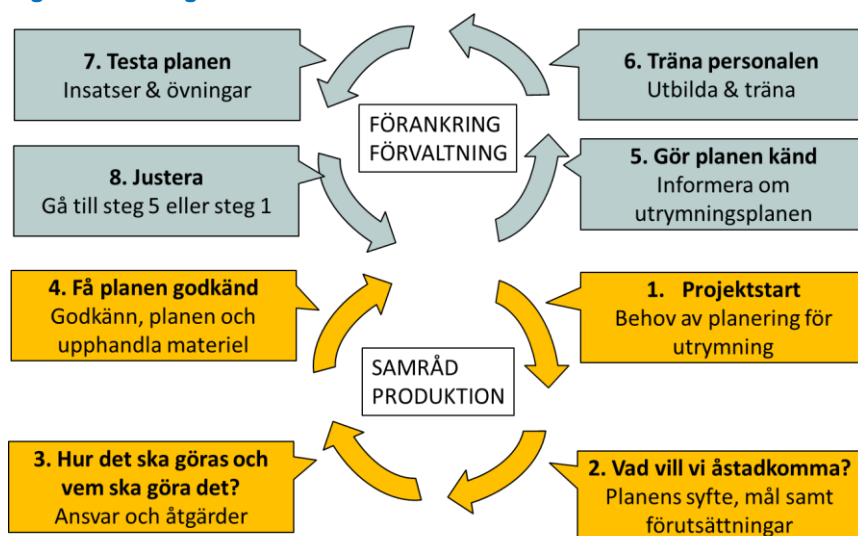 7. Testa planen
Insatser & övningar
6. Träna personalen
Utbilda & träna
FÖRANKRING
FÖRVALTNING
8. Justera
Gå till steg 5 eller steg 1
5. Gör planen känd
Informera om
utrymningsplanen
4. Få planen godkänd
Godkänn, planen och
upphandla materiel
1. Projektstart
Behov av planering för
utrymning
SAMRÅD
PRODUKTION
3. Hur det ska göras och
vem ska göra det?
Ansvar och åtgärder
2. Vad vill vi åstadkomma?
Planens syfte, mål samt
förutsättningar